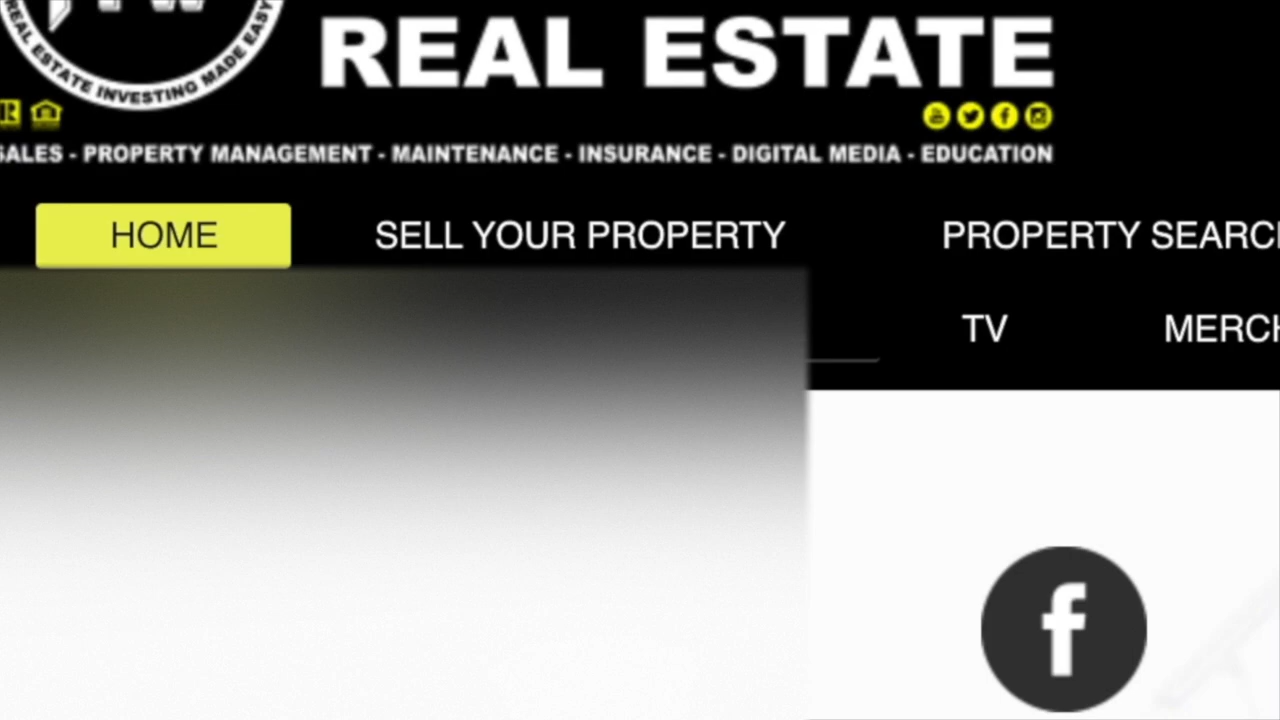 REAL ESTATE INVESTING MADE EASY
REAL ESTATE
SALES - PROPERTY MANAGEMENT - MAINTENANCE - INSURANCE - DIGITAL MEDIA - EDUCATION
HOME SELL YOUR PROPERTY PROPERTY SEARC
TV MERCH